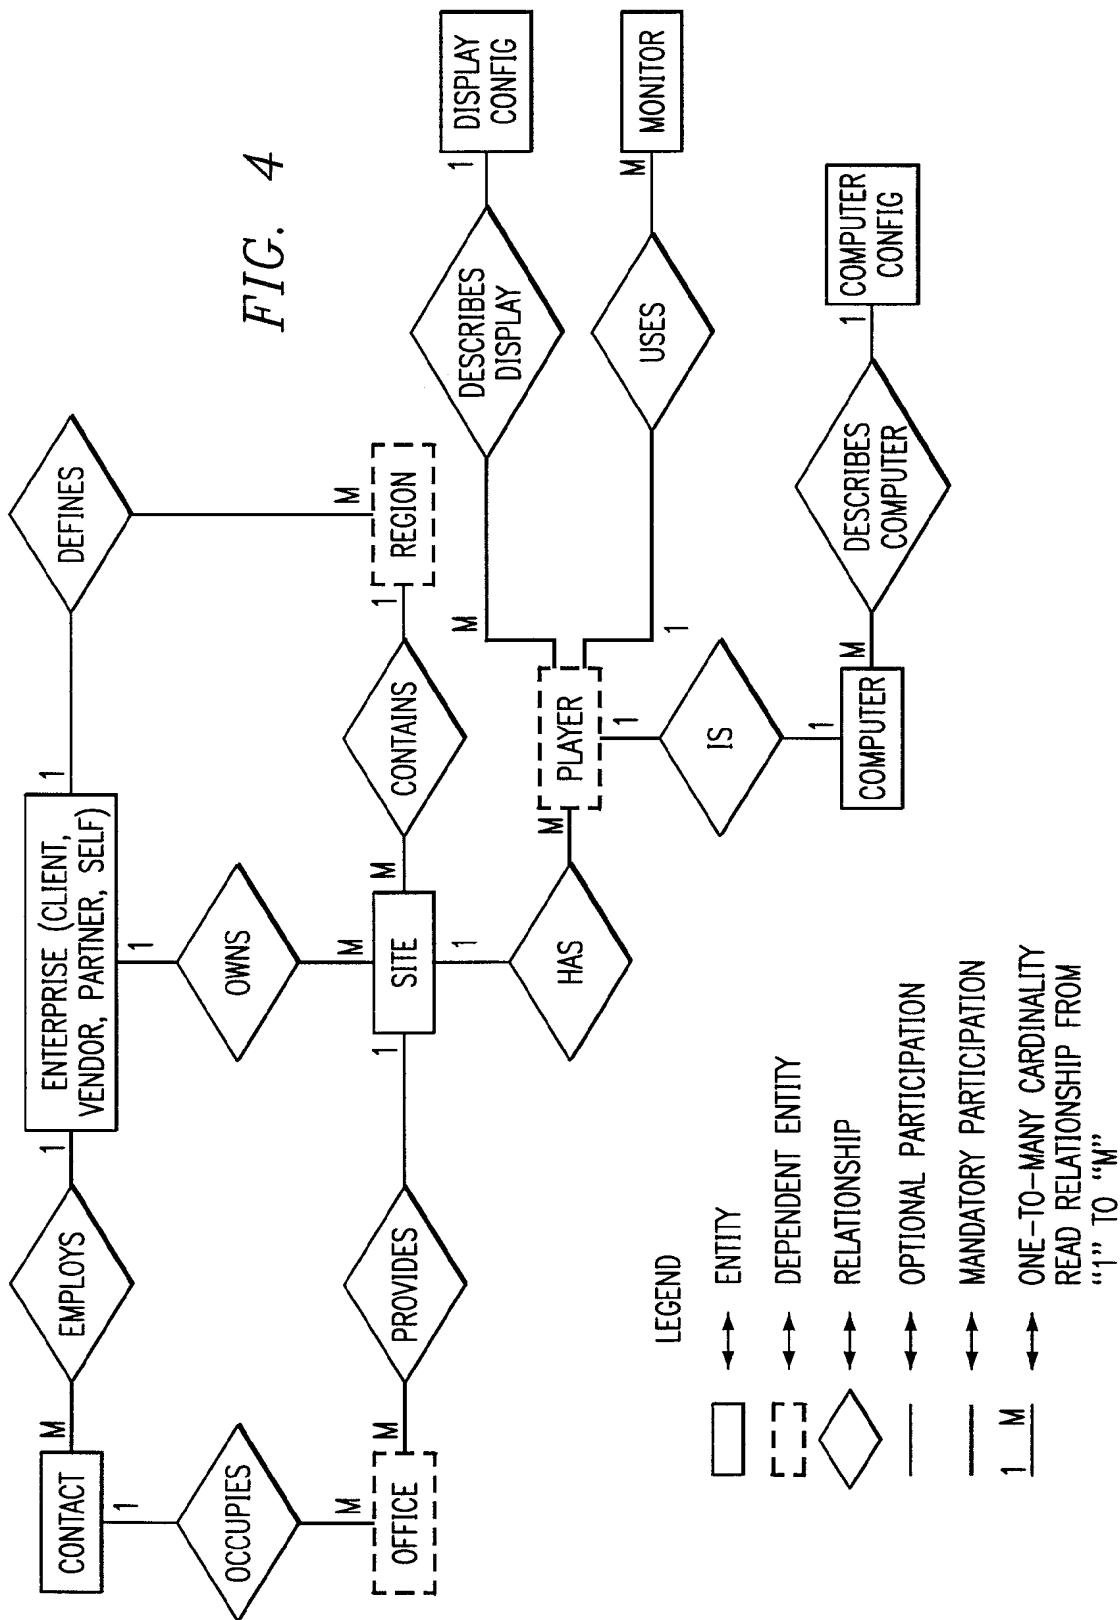 FIG. 4
DEFINES
1
M
ENTERPRISE (CLIENT,
VENDOR, PARTNER, SELF)
1
EMPLOYS
M
CONTACT
1
OCCUPIES
M
OFFICE
M
PROVIDES
1
1
OWNS
M
SITE
M
CONTAINS
1
REGION
1
HAS
M
PLAYER
M
DESCRIBES
DISPLAY
1
DISPLAY
CONFIG
1
USES
M
MONITOR
1
IS
1
COMPUTER
M
DESCRIBES
COMPUTER
1
COMPUTER
CONFIG
LEGEND
ENTITY
DEPENDENT ENTITY
RELATIONSHIP
OPTIONAL PARTICIPATION
MANDATORY PARTICIPATION
1 M
ONE-TO-MANY CARDINALITY
READ RELATIONSHIP FROM
"1" TO "M"